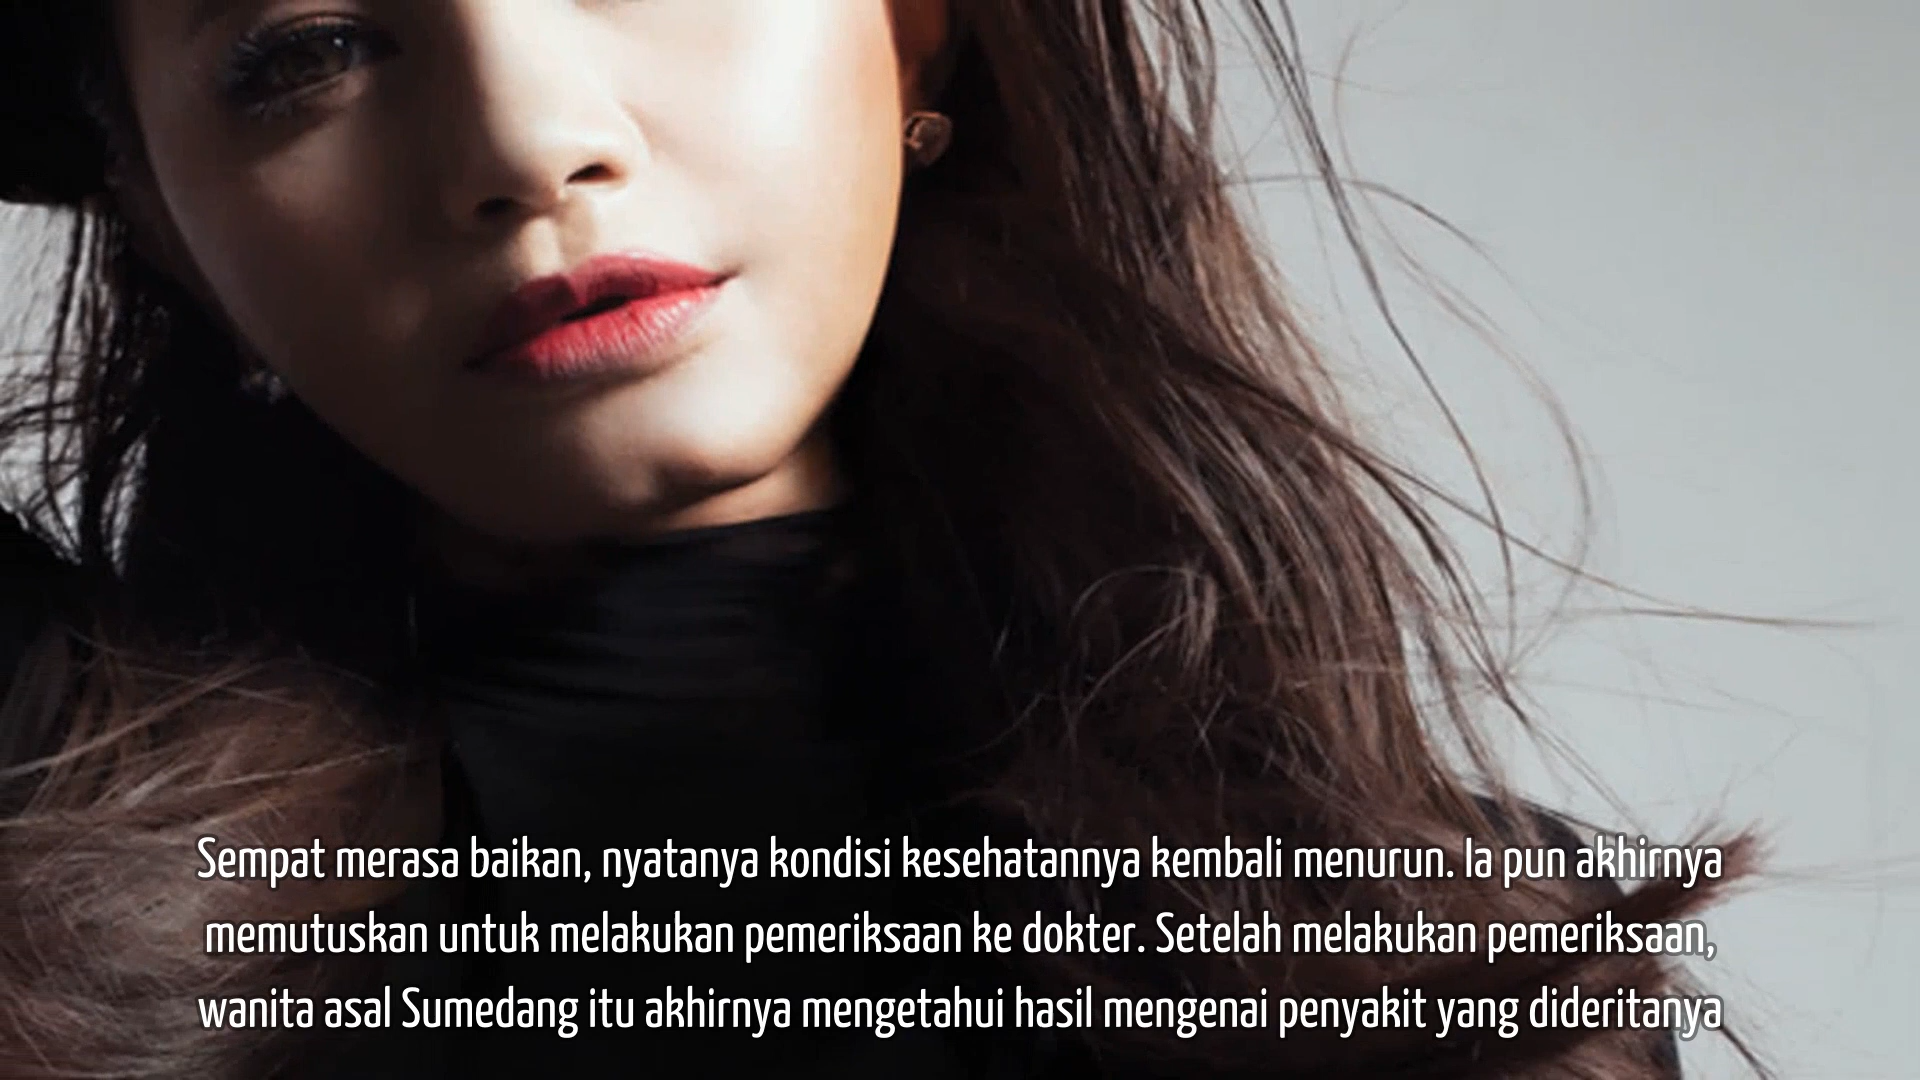 Sempat merasa baikan, nyatanya kondisi kesehatannya kembali menurun. Ia pun akhirnya
memutuskan untuk melakukan pemeriksaan ke dokter. Setelah melakukan pemeriksaan,
wanita asal Sumedang itu akhirnya mengetahui hasil mengenai penyakit yang dideritanya